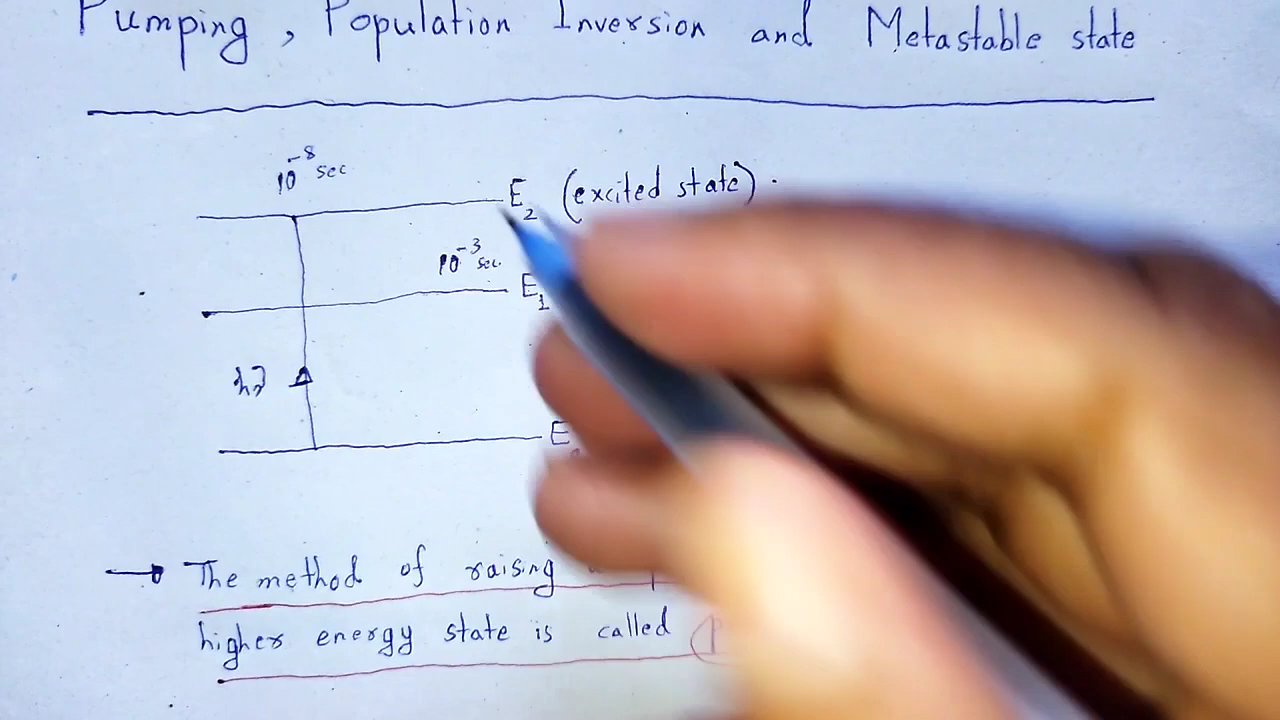 Pumping, Population Inversion and Metastable state
10⁻⁸ sec
E₂ (excited state).
10⁻³ sec.
E₁
hν
E
→ The method of raising
higher energy state is called